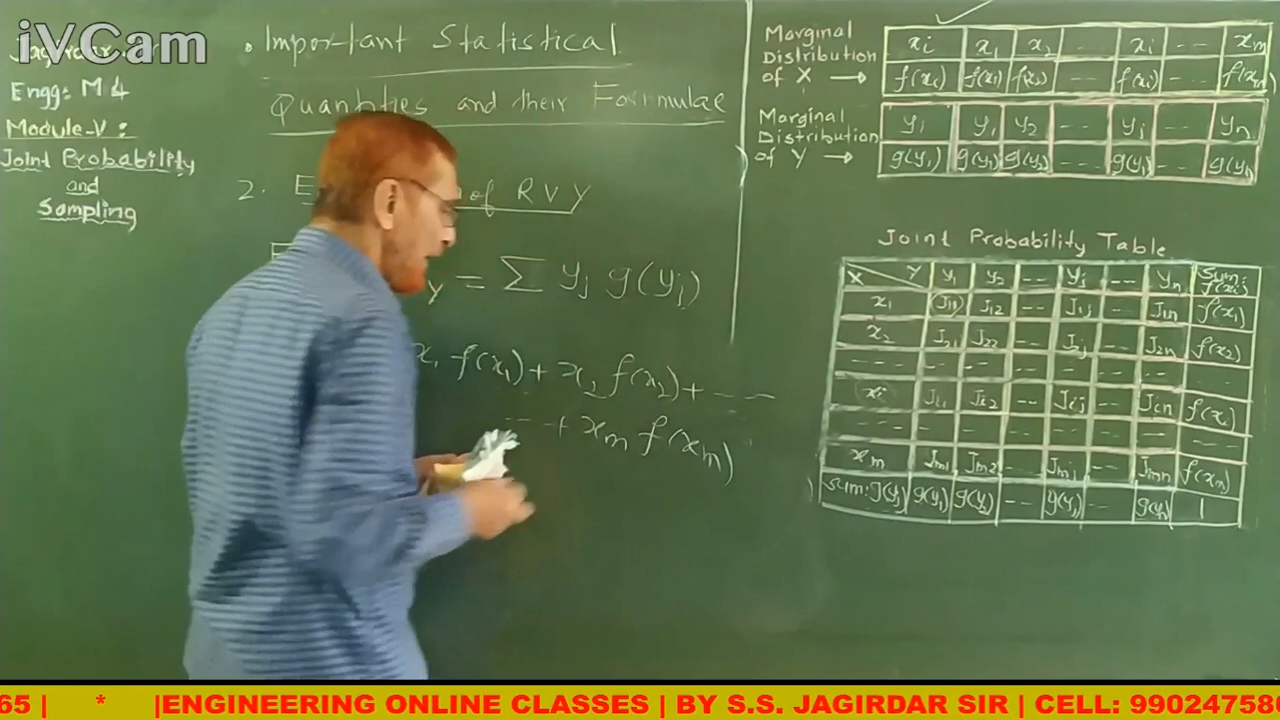 iVCam
Jagirdar
Engg: M4
Module-V:
Joint Probability
and
Sampling
• Important Statistical
Quantities and their Formulae
2. E of R V Y
Y = Σ yj g(yj)
x1 f(x1) + x2 f(x2) + -- --
-- + xm f(xm)
Marginal Distribution of X →
xi x1 x2 -- xi -- xm
f(xi) f(x1) f(x2) -- f(xi) -- f(xm)
Marginal Distribution of Y →
y1 y1 y2 -- yj -- yn
g(y1) g(y1) g(y2) -- g(yj) -- g(yn)
Joint Probability Table
X Y y1 y2 -- yj -- yn Sum: f(xi)
x1 J11 J12 -- J1j -- J1n f(x1)
x2 J21 J22 -- J2j -- J2n f(x2)
--- -- -- -- -- -- -- --
xi Ji1 Ji2 -- Jij -- Jin f(xi)
--- -- -- -- -- -- -- --
xm Jm1 Jm2 -- Jmj -- Jmn f(xm)
Sum: g(yj) g(y1) g(y2) -- g(yj) -- g(yn) 1
65 | * |ENGINEERING ONLINE CLASSES | BY S.S. JAGIRDAR SIR | CELL: 990247580